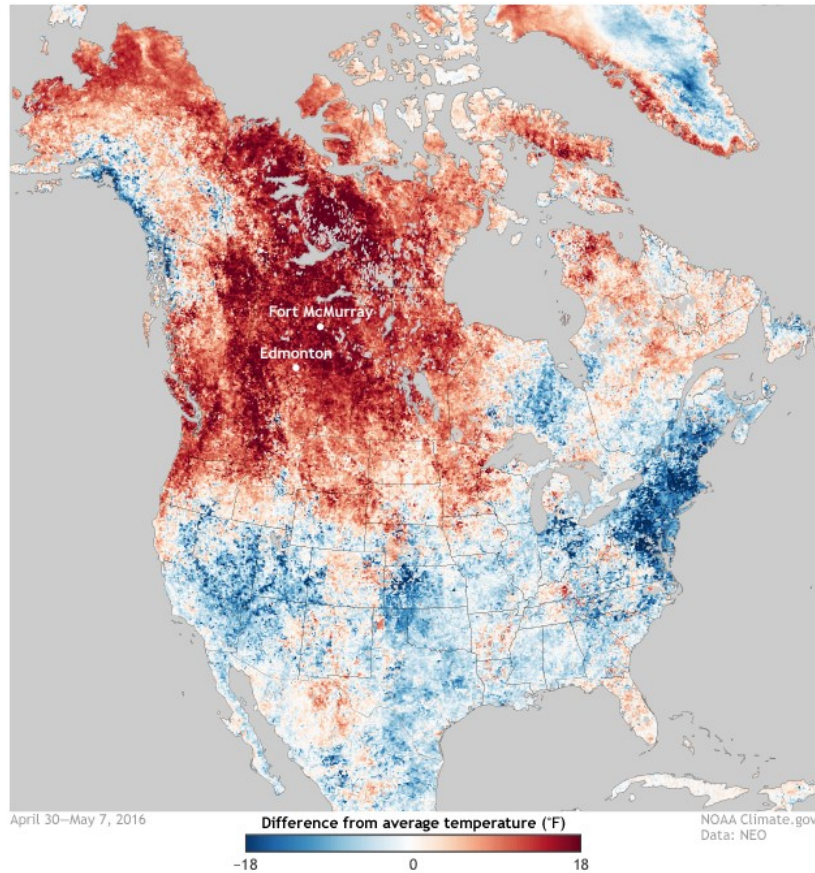 Fort McMurray
Edmonton
April 30—May 7, 2016
Difference from average temperature (°F)
NOAA Climate.gov
Data: NEO
-18
0
18